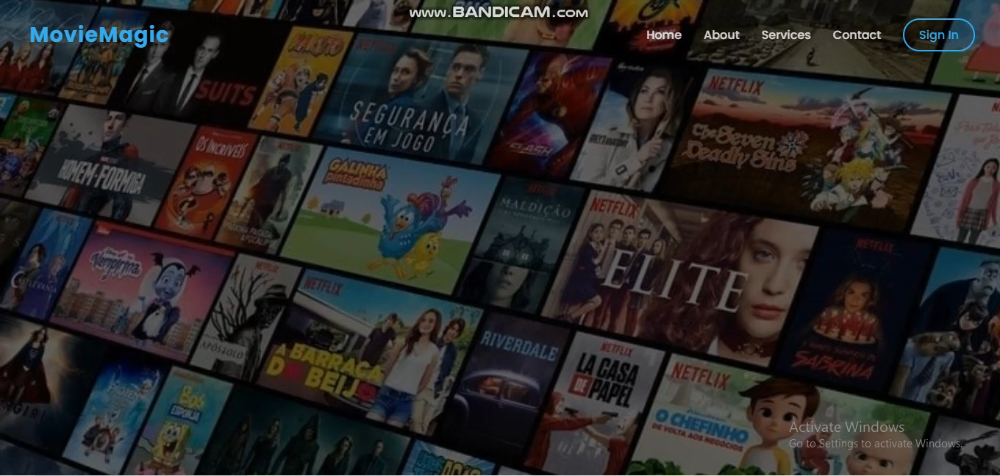 www.BANDICAM.com
MovieMagic
Home
About
Services
Contact
Sign In
SUITS
NARUTO
SEGURANÇA
EM JOGO
FLASH
NETFLIX
The Seven
Deadly Sins
HOMEM-FORMIGA
OS INCRÍVEIS
GALINHA
Pintadinha
MALDIÇÃO
NETFLIX
ELITE
NETFLIX
Vampirina
NETFLIX
APÓSTOLO
NETFLIX
A BARRACA
DO BEIJO
RIVERDALE
NETFLIX
LA CASA
DE
PAPEL
SABRINA
NETFLIX
O CHEFINHO
DE VOLTA AOS NEGÓCIOS
Bob
ESPONJA
Activate Windows
Go to Settings to activate Windows.